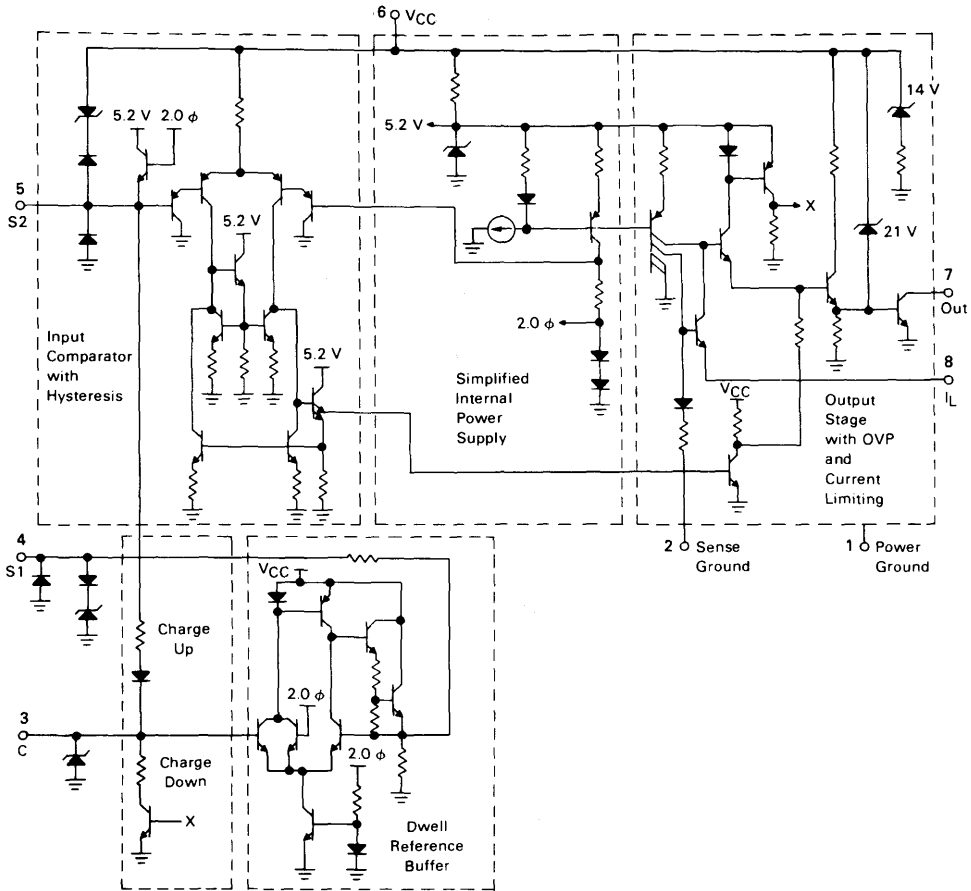 6
VCC
5.2 V 2.0 ϕ
5
S2
5.2 V
Input
Comparator
with
Hysteresis
5.2 V
5.2 V
2.0 ϕ
Simplified
Internal
Power
Supply
14 V
X
21 V
7
Out
8
IL
VCC
Output
Stage
with OVP
and
Current
Limiting
2 Sense
Ground
1 Power
Ground
4
S1
Charge
Up
3
C
Charge
Down
X
VCC
2.0 ϕ
2.0 ϕ
Dwell
Reference
Buffer